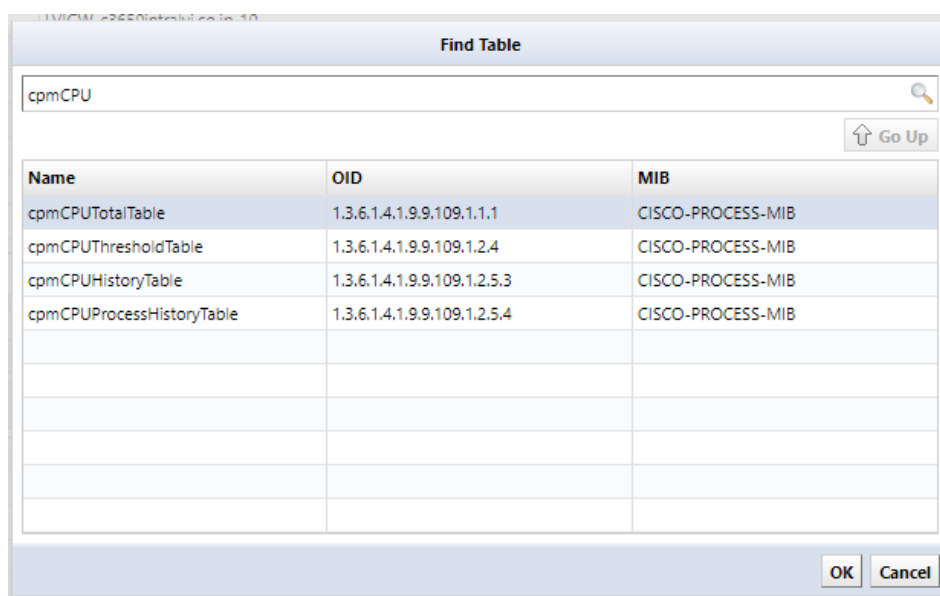 Find Table
cpmCPU
Go Up
Name OID MIB
cpmCPUTotalTable 1.3.6.1.4.1.9.9.109.1.1.1 CISCO-PROCESS-MIB
cpmCPUThresholdTable 1.3.6.1.4.1.9.9.109.1.2.4 CISCO-PROCESS-MIB
cpmCPUHistoryTable 1.3.6.1.4.1.9.9.109.1.2.5.3 CISCO-PROCESS-MIB
cpmCPUProcessHistoryTable 1.3.6.1.4.1.9.9.109.1.2.5.4 CISCO-PROCESS-MIB
OK Cancel